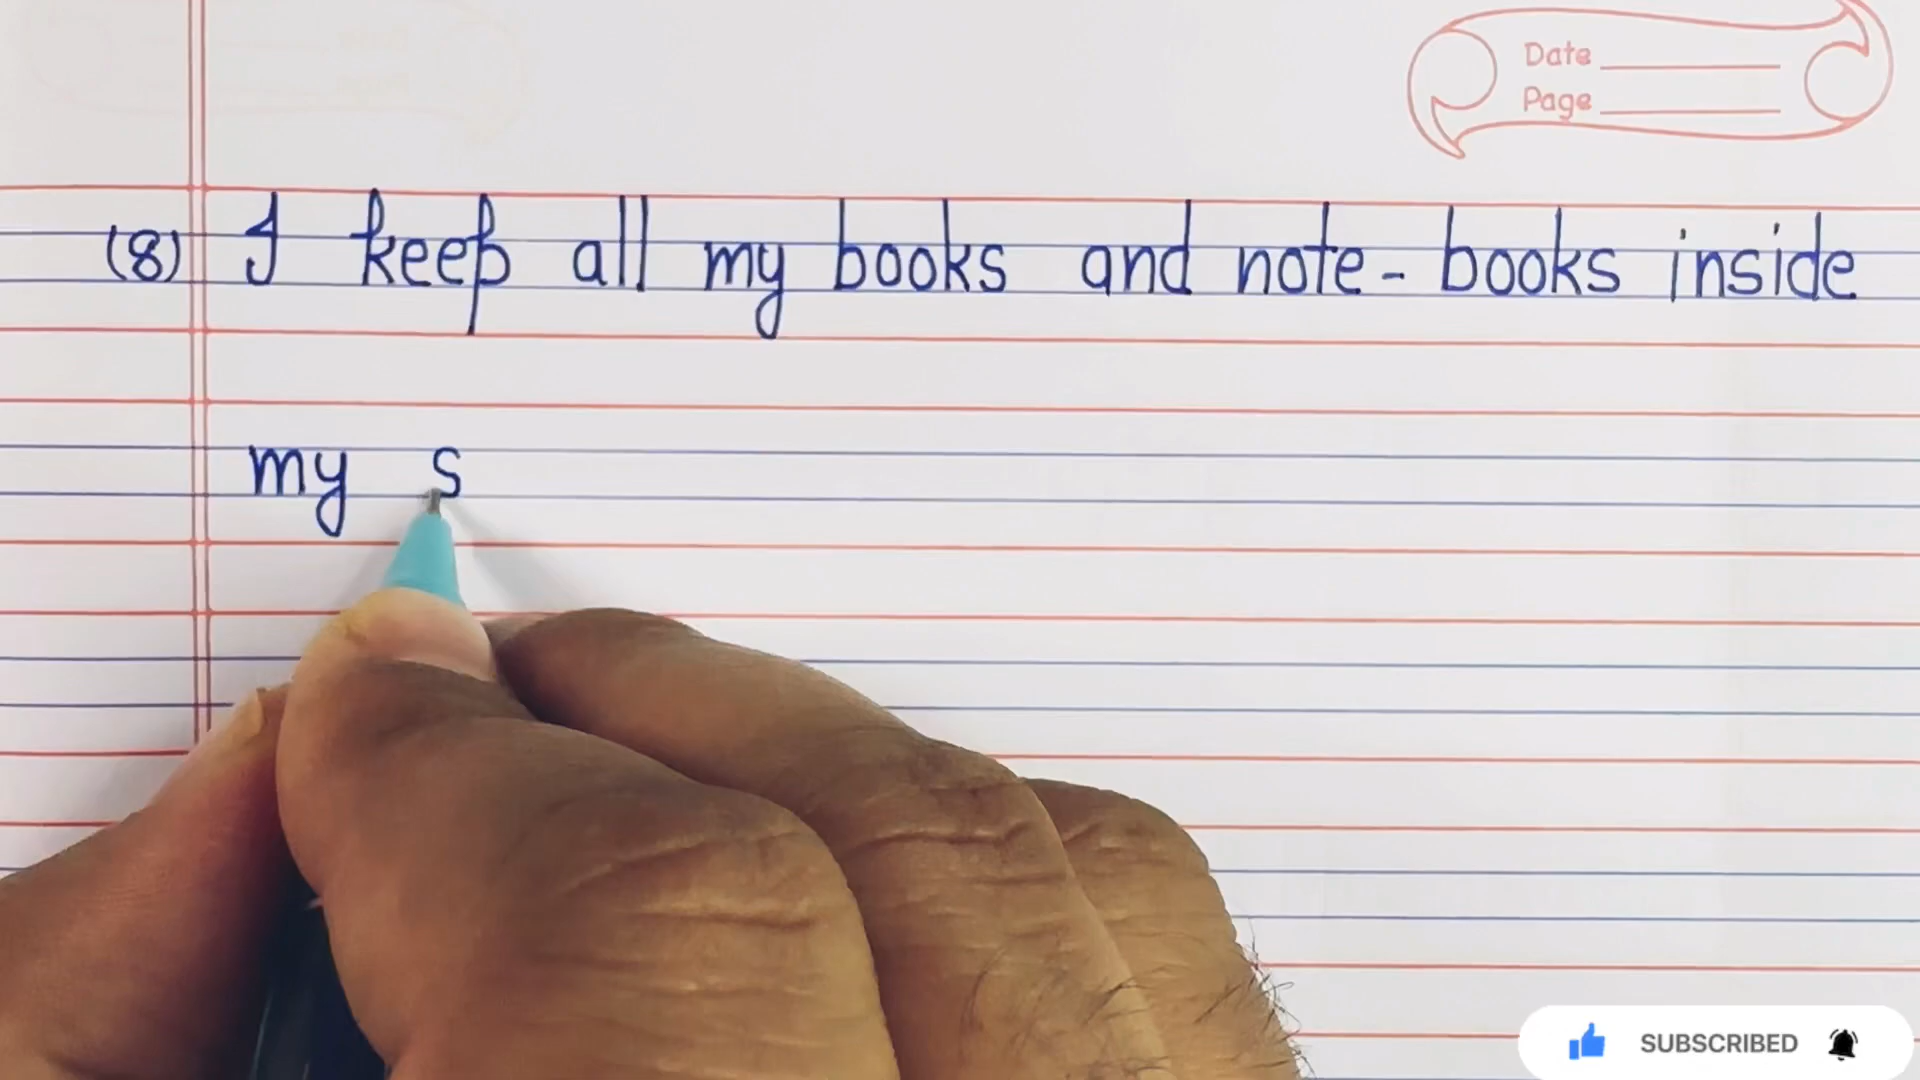 Date
Page
(8) I keep all my books and note-books inside
my s
SUBSCRIBED